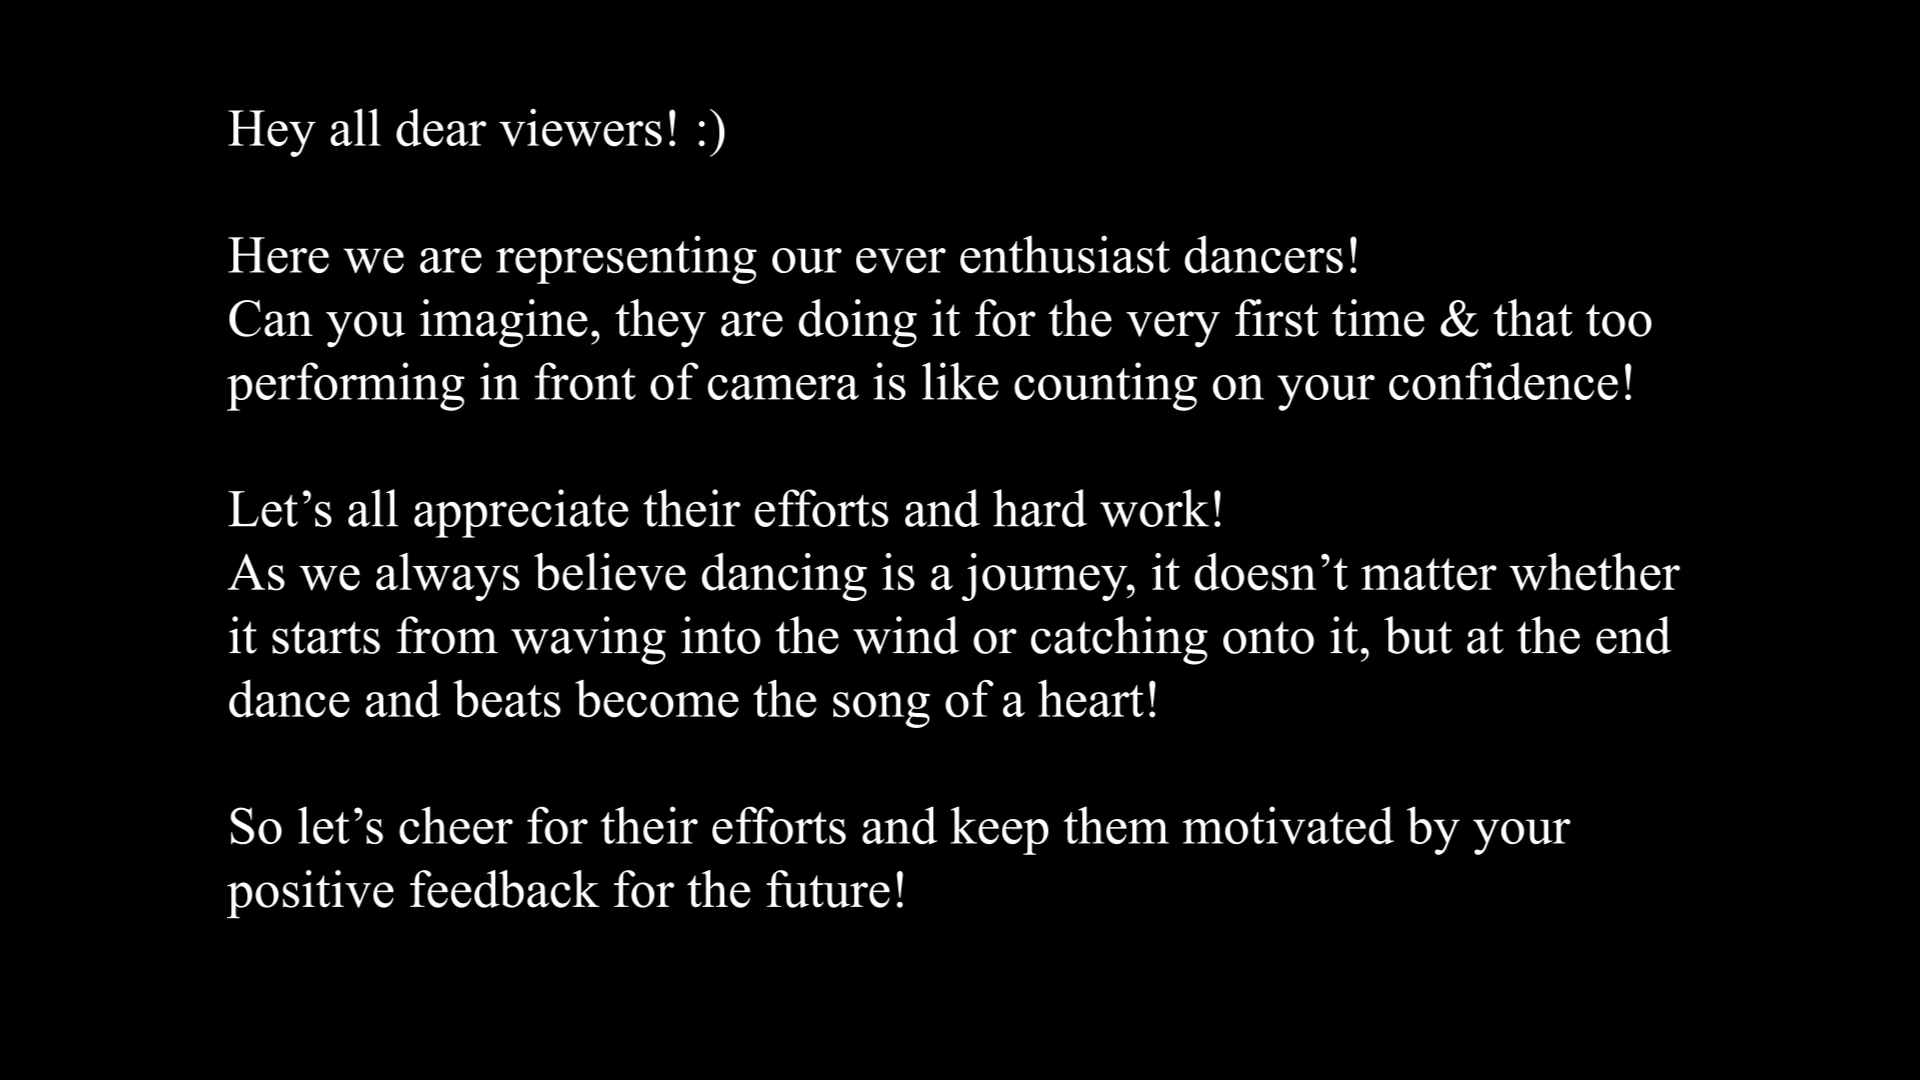 Hey all dear viewers! :)
Here we are representing our ever enthusiast dancers!
Can you imagine, they are doing it for the very first time & that too
performing in front of camera is like counting on your confidence!
Let’s all appreciate their efforts and hard work!
As we always believe dancing is a journey, it doesn’t matter whether
it starts from waving into the wind or catching onto it, but at the end
dance and beats become the song of a heart!
So let’s cheer for their efforts and keep them motivated by your
positive feedback for the future!